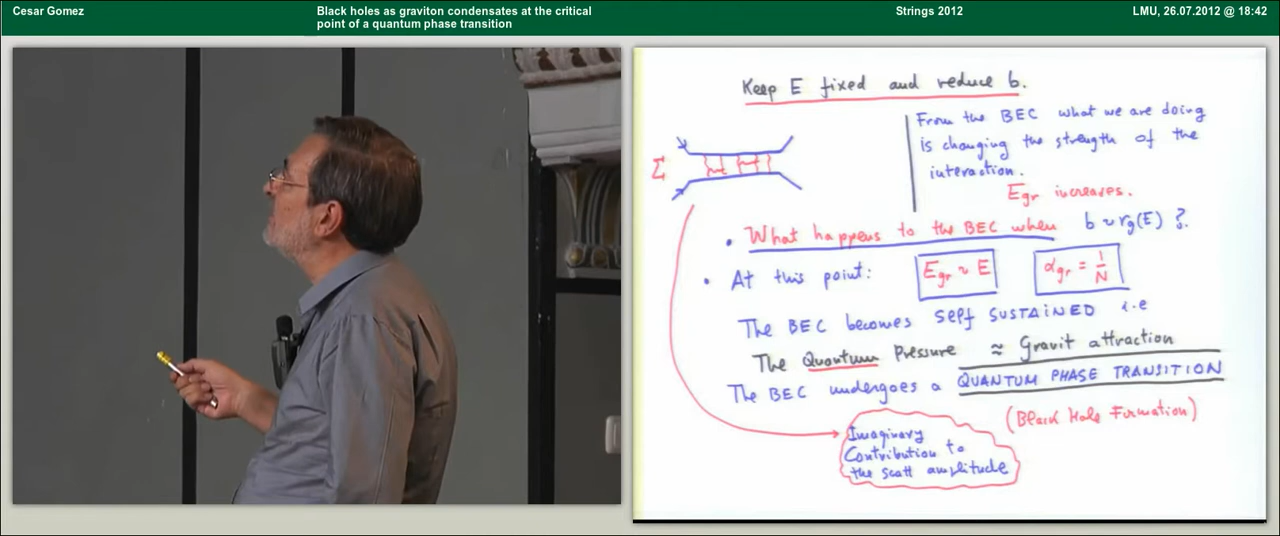 Cesar Gomez
Black holes as graviton condensates at the critical
point of a quantum phase transition
Strings 2012
LMU, 26.07.2012 @ 18:42
Keep E fixed and reduce b.
From the BEC what we are doing
is changing the strength of the
interaction.
Egr increases.
Σ
• What happens to the BEC when b ~ rg(E) ?
• At this point: Egr ~ E αgr = 1/N
The BEC becomes self SUSTAINED i.e
The Quantum Pressure ≈ Gravit attraction
The BEC undergoes a QUANTUM PHASE TRANSITION
(Black Hole Formation)
Imaginary
Contribution to
the scatt amplitude